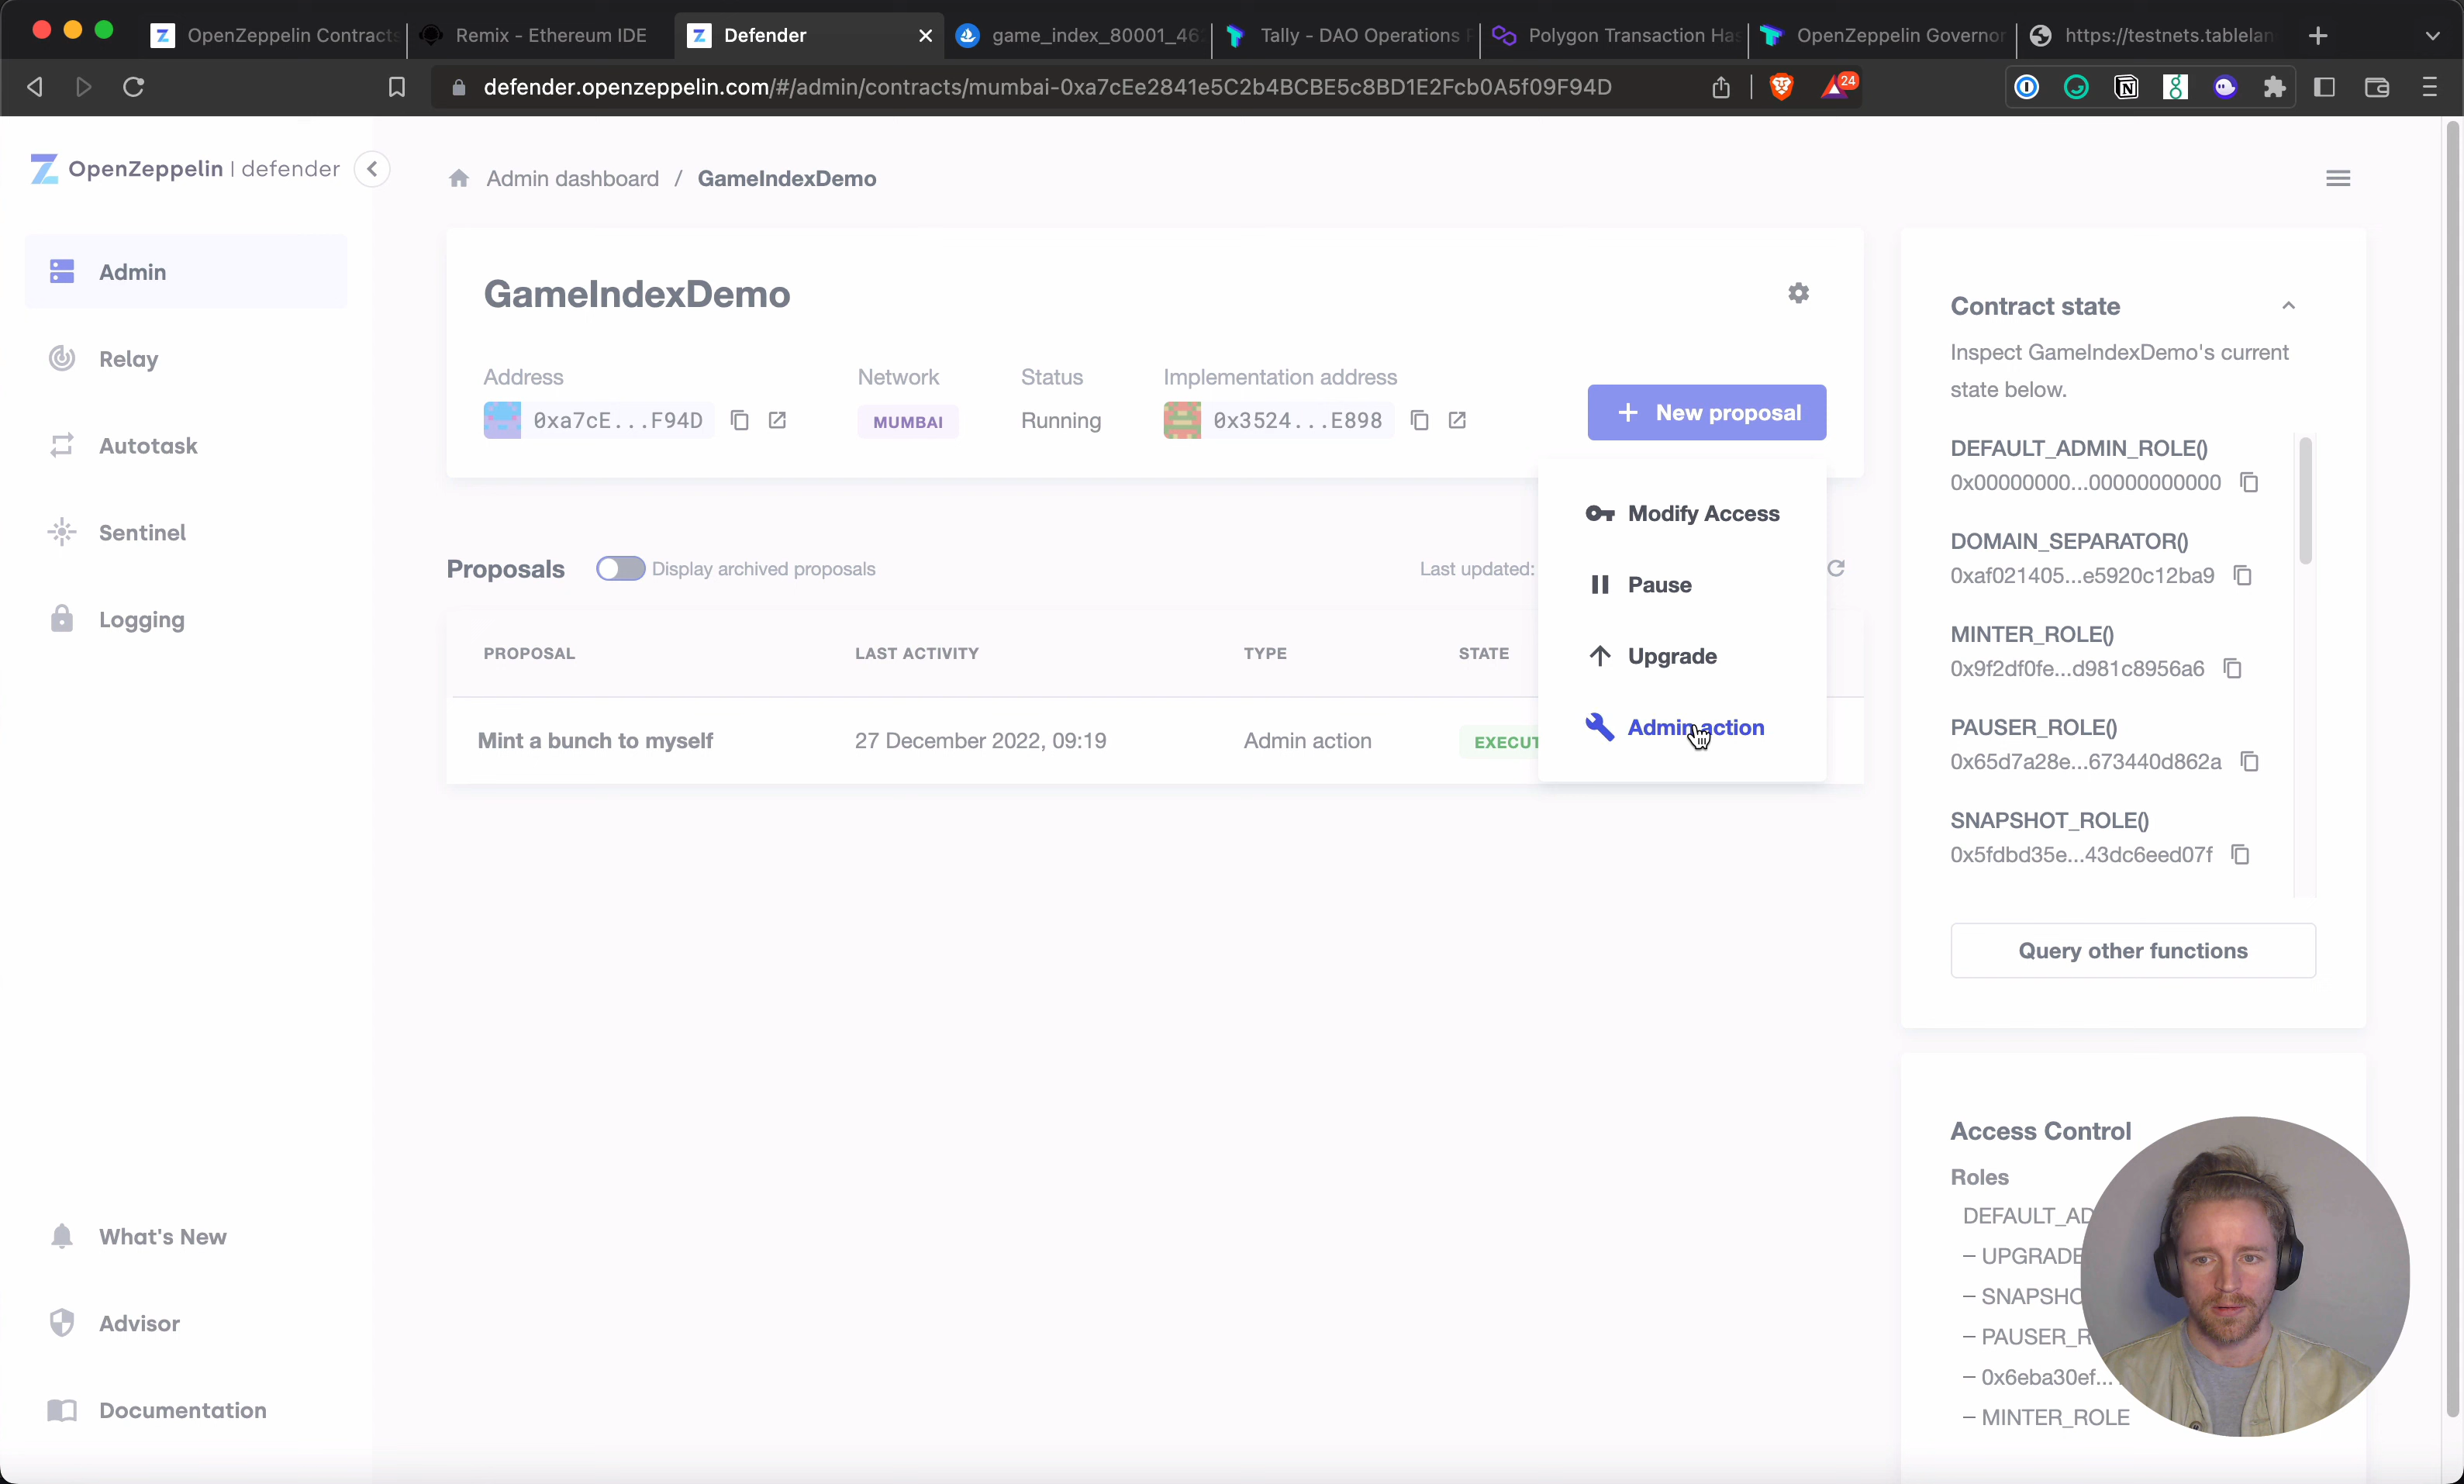 OpenZeppelin Contracts
Remix - Ethereum IDE
Defender
game_index_80001_46
Tally - DAO Operations
Polygon Transaction Has
OpenZeppelin Governor
https://testnets.tablelan
defender.openzeppelin.com/#/admin/contracts/mumbai-0xa7cEe2841e5C2b4BCBE5c8BD1E2Fcb0A5f09F94D
24
OpenZeppelin | defender
Admin
Relay
Autotask
Sentinel
Logging
What's New
Advisor
Documentation
Admin dashboard / GameIndexDemo
GameIndexDemo
Address
0xa7cE...F94D
Network
MUMBAI
Status
Running
Implementation address
0x3524...E898
+ New proposal
Modify Access
Pause
Upgrade
Admin action
Proposals
Display archived proposals
Last updated:
PROPOSAL LAST ACTIVITY TYPE STATE
Mint a bunch to myself 27 December 2022, 09:19 Admin action EXECUT
Contract state
Inspect GameIndexDemo's current
state below.
DEFAULT_ADMIN_ROLE()
0x00000000...00000000000
DOMAIN_SEPARATOR()
0xaf021405...e5920c12ba9
MINTER_ROLE()
0x9f2df0fe...d981c8956a6
PAUSER_ROLE()
0x65d7a28e...673440d862a
SNAPSHOT_ROLE()
0x5fdbd35e...43dc6eed07f
Query other functions
Access Control
Roles
DEFAULT_AD
– UPGRADE
– SNAPSHO
– PAUSER_R
– 0x6eba30ef...
– MINTER_ROLE